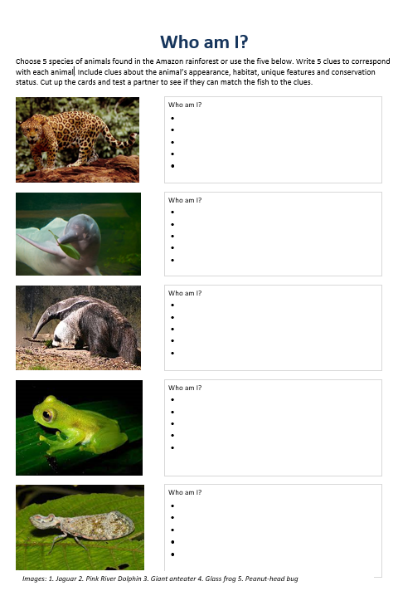 Who am I?
Choose 5 species of animals found in the Amazon rainforest or use the five below. Write 5 clues to correspond
with each animal Include clues about the animal's appearance, habitat, unique features and conservation
status. Cut up the cards and test a partner to see if they can match the fish to the clues.
Who am I?
•
•
•
•
•
Who am I?
•
•
•
•
•
Who am I?
•
•
•
•
•
Who am I?
•
•
•
•
•
Who am I?
•
•
•
•
•
Images: 1. Jaguar 2. Pink River Dolphin 3. Giant anteater 4. Glass frog 5. Peanut-head bug